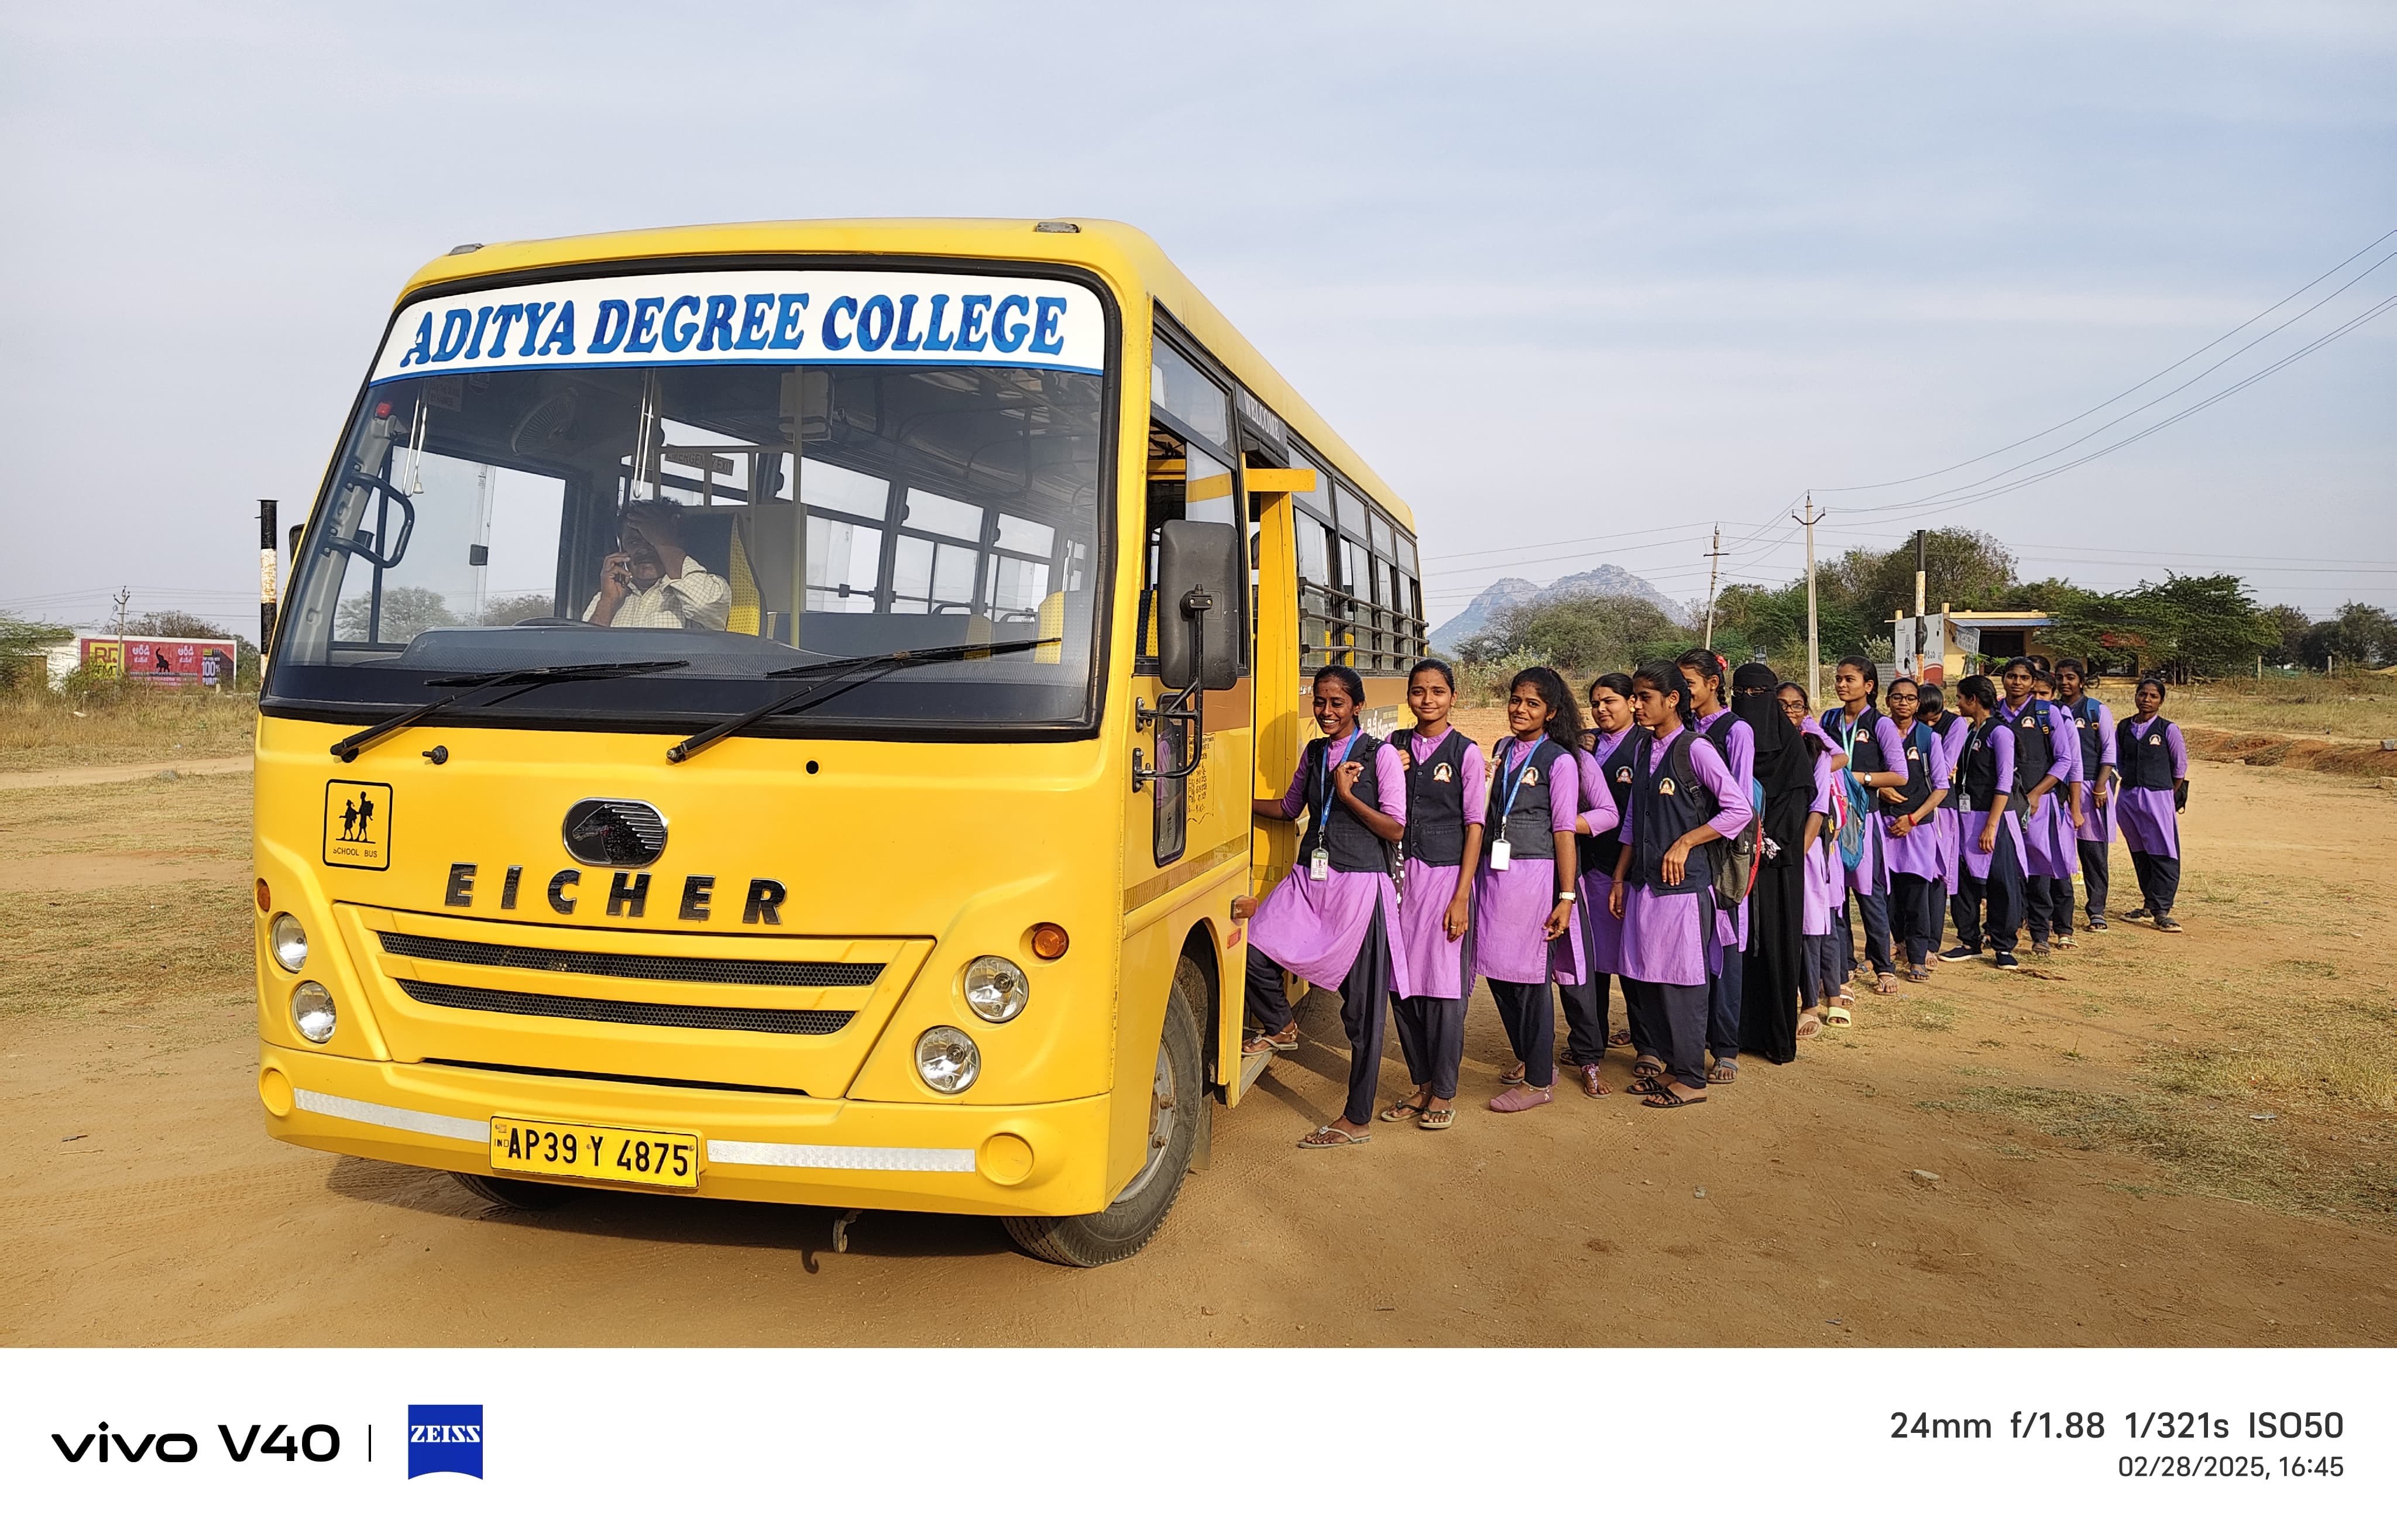 ADITYA DEGREE COLLEGE
WELCOME
SCHOOL BUS
EICHER
IND AP39 Y 4875
vivo V40 | ZEISS
24mm f/1.88 1/321s ISO50
02/28/2025, 16:45